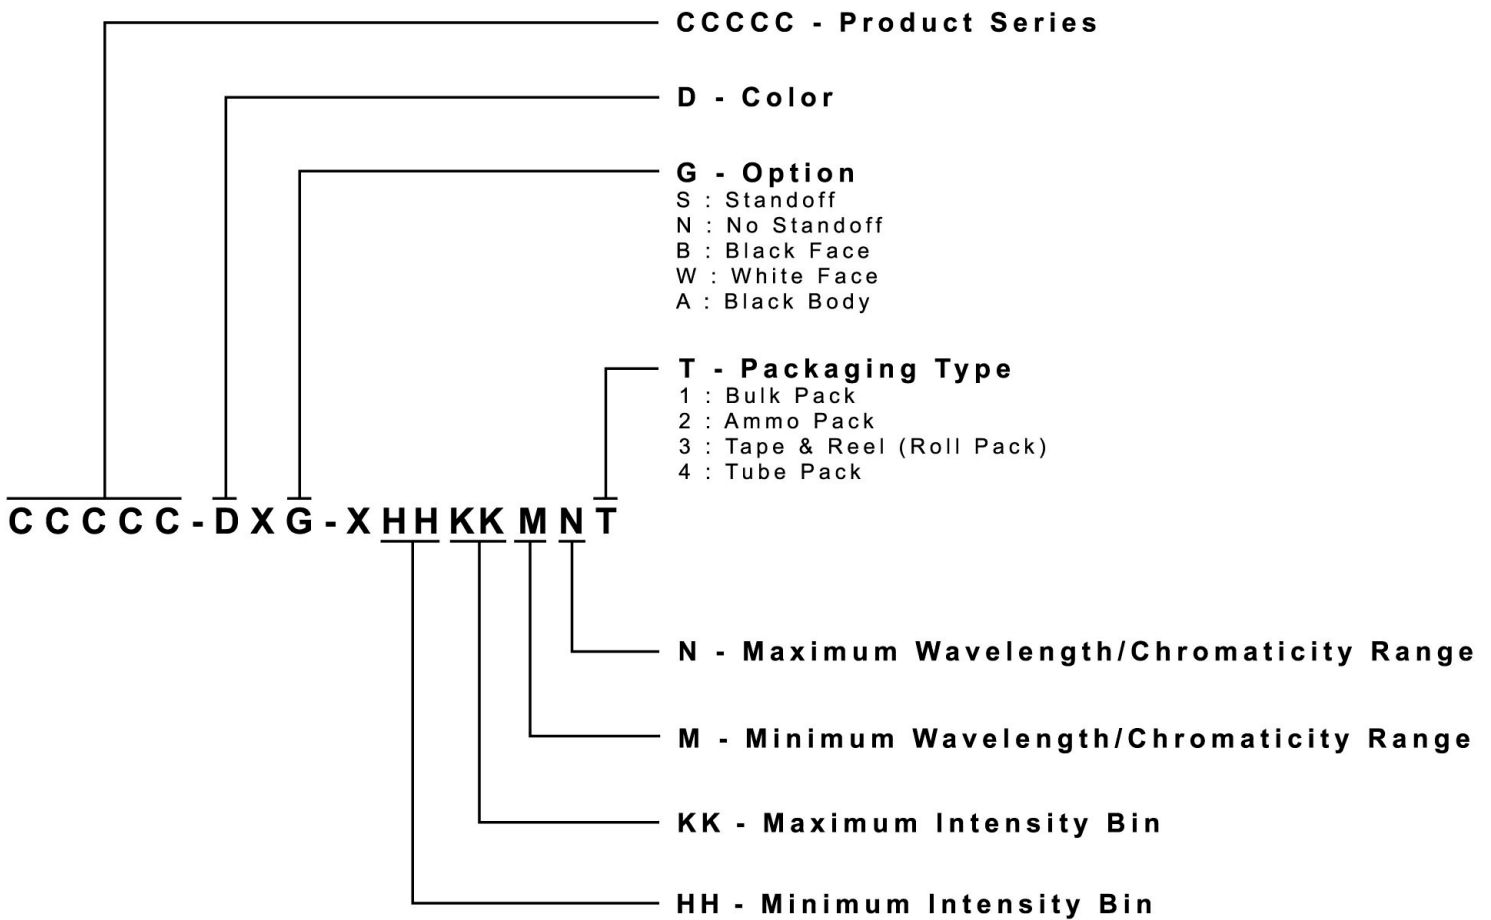 CCCCC - Product Series
D - Color
G - Option
S : Standoff
N : No Standoff
B : Black Face
W : White Face
A : Black Body
T - Packaging Type
1 : Bulk Pack
2 : Ammo Pack
3 : Tape & Reel (Roll Pack)
4 : Tube Pack
CCCCC-DXG-XHHKKMNT
N - Maximum Wavelength/Chromaticity Range
M - Minimum Wavelength/Chromaticity Range
KK - Maximum Intensity Bin
HH - Minimum Intensity Bin